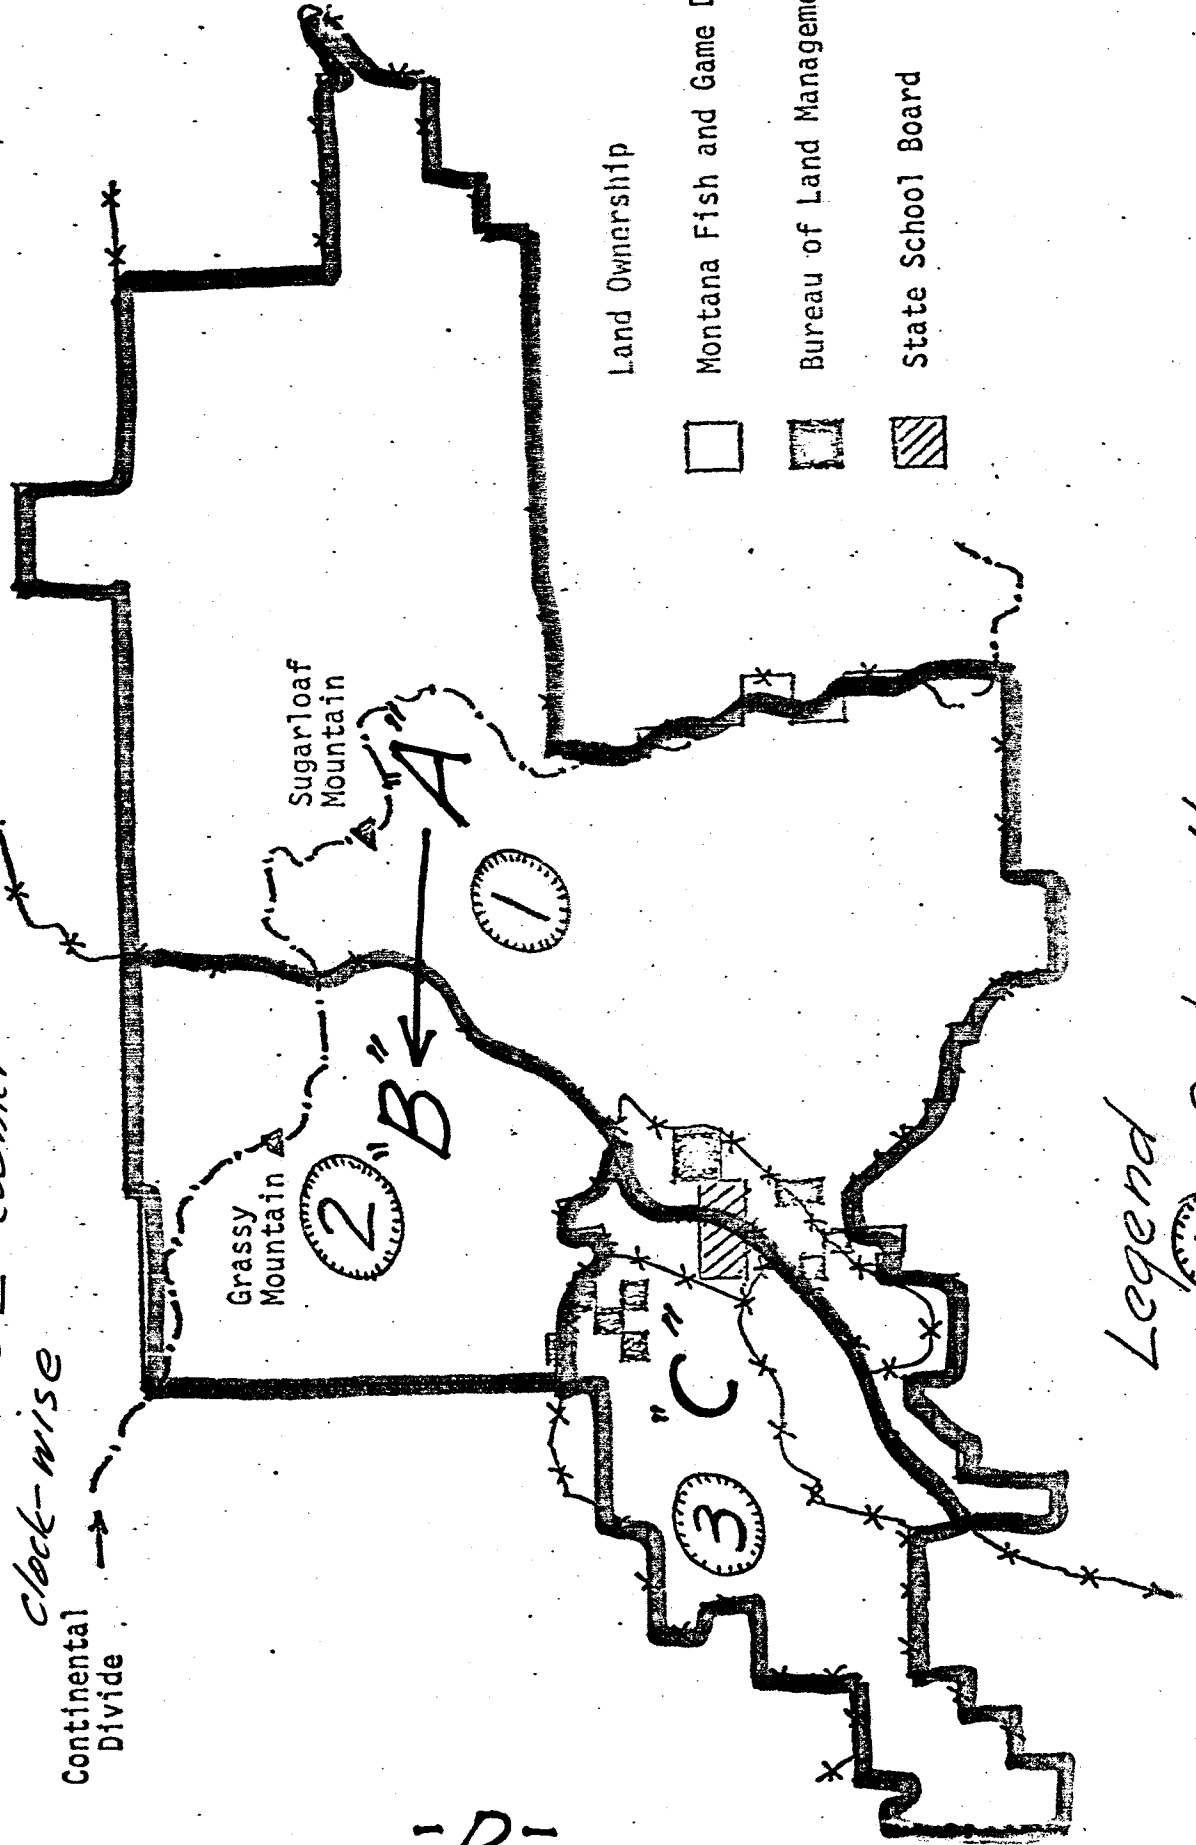 clock-wise
Continental
Divide
Grassy
Mountain
Sugarloaf
Mountain
"A"
"B"
"C"
1
2
3
Land Ownership
Montana Fish and Game D
Bureau of Land Manageme
State School Board
Legend